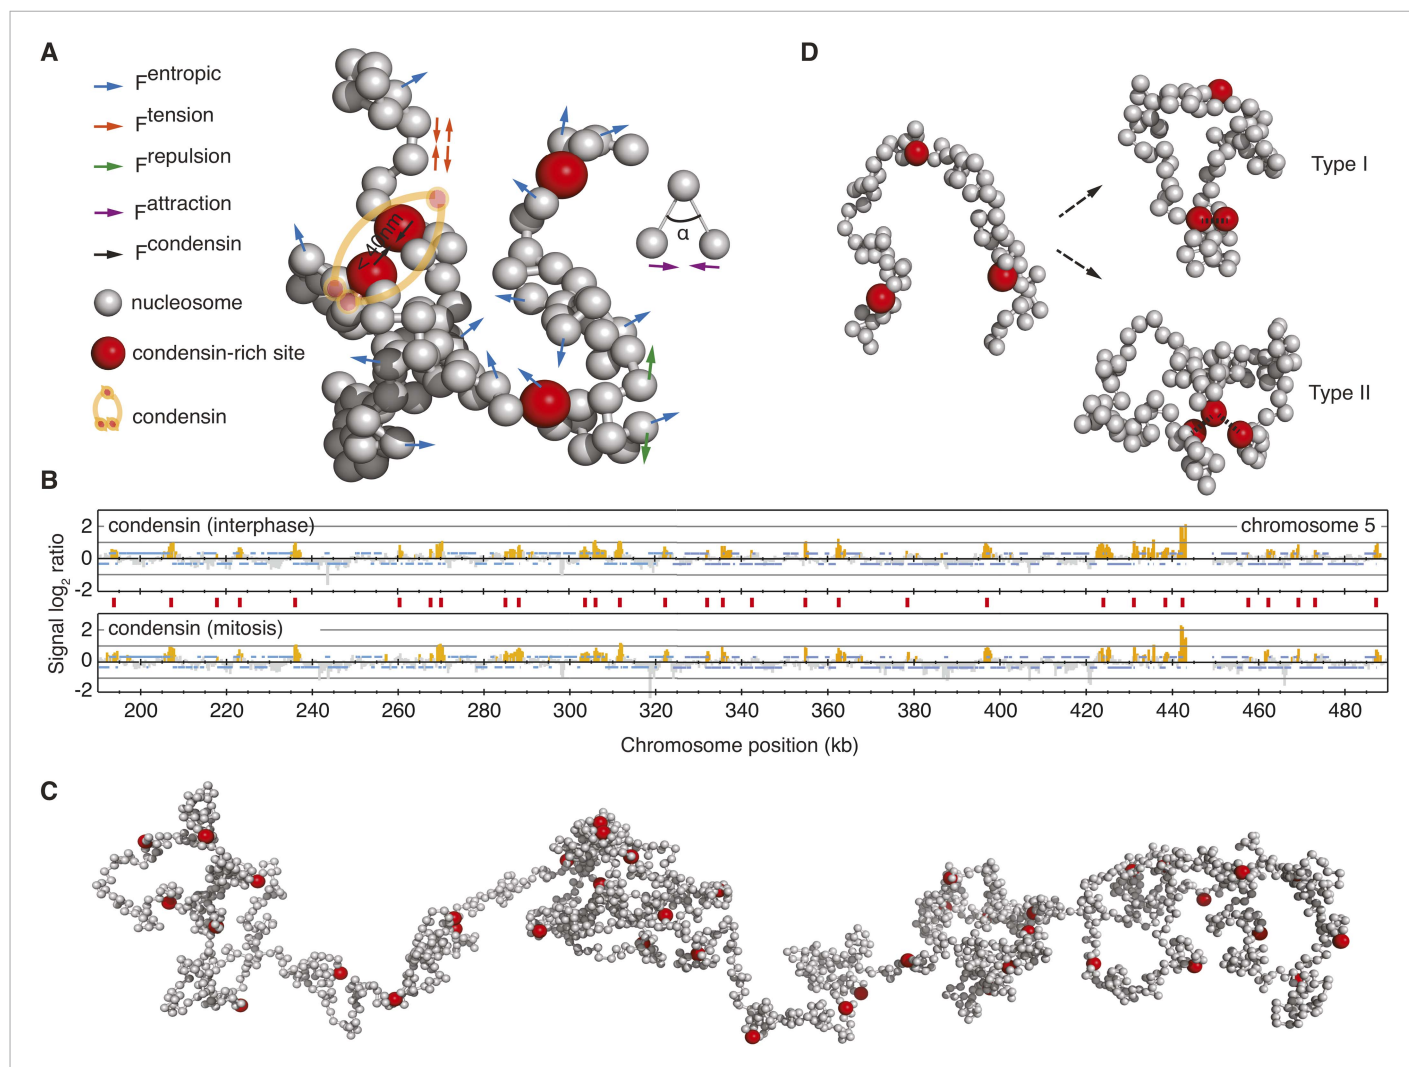 A
F entropic
F tension
F repulsion
F attraction
F condensin
nucleosome
condensin-rich site
condensin
<40nm
α
D
Type I
Type II
B
Signal log2 ratio
condensin (interphase)
chromosome 5
2
0
-2
condensin (mitosis)
2
0
-2
200 220 240 260 280 300 320 340 360 380 400 420 440 460 480
Chromosome position (kb)
C